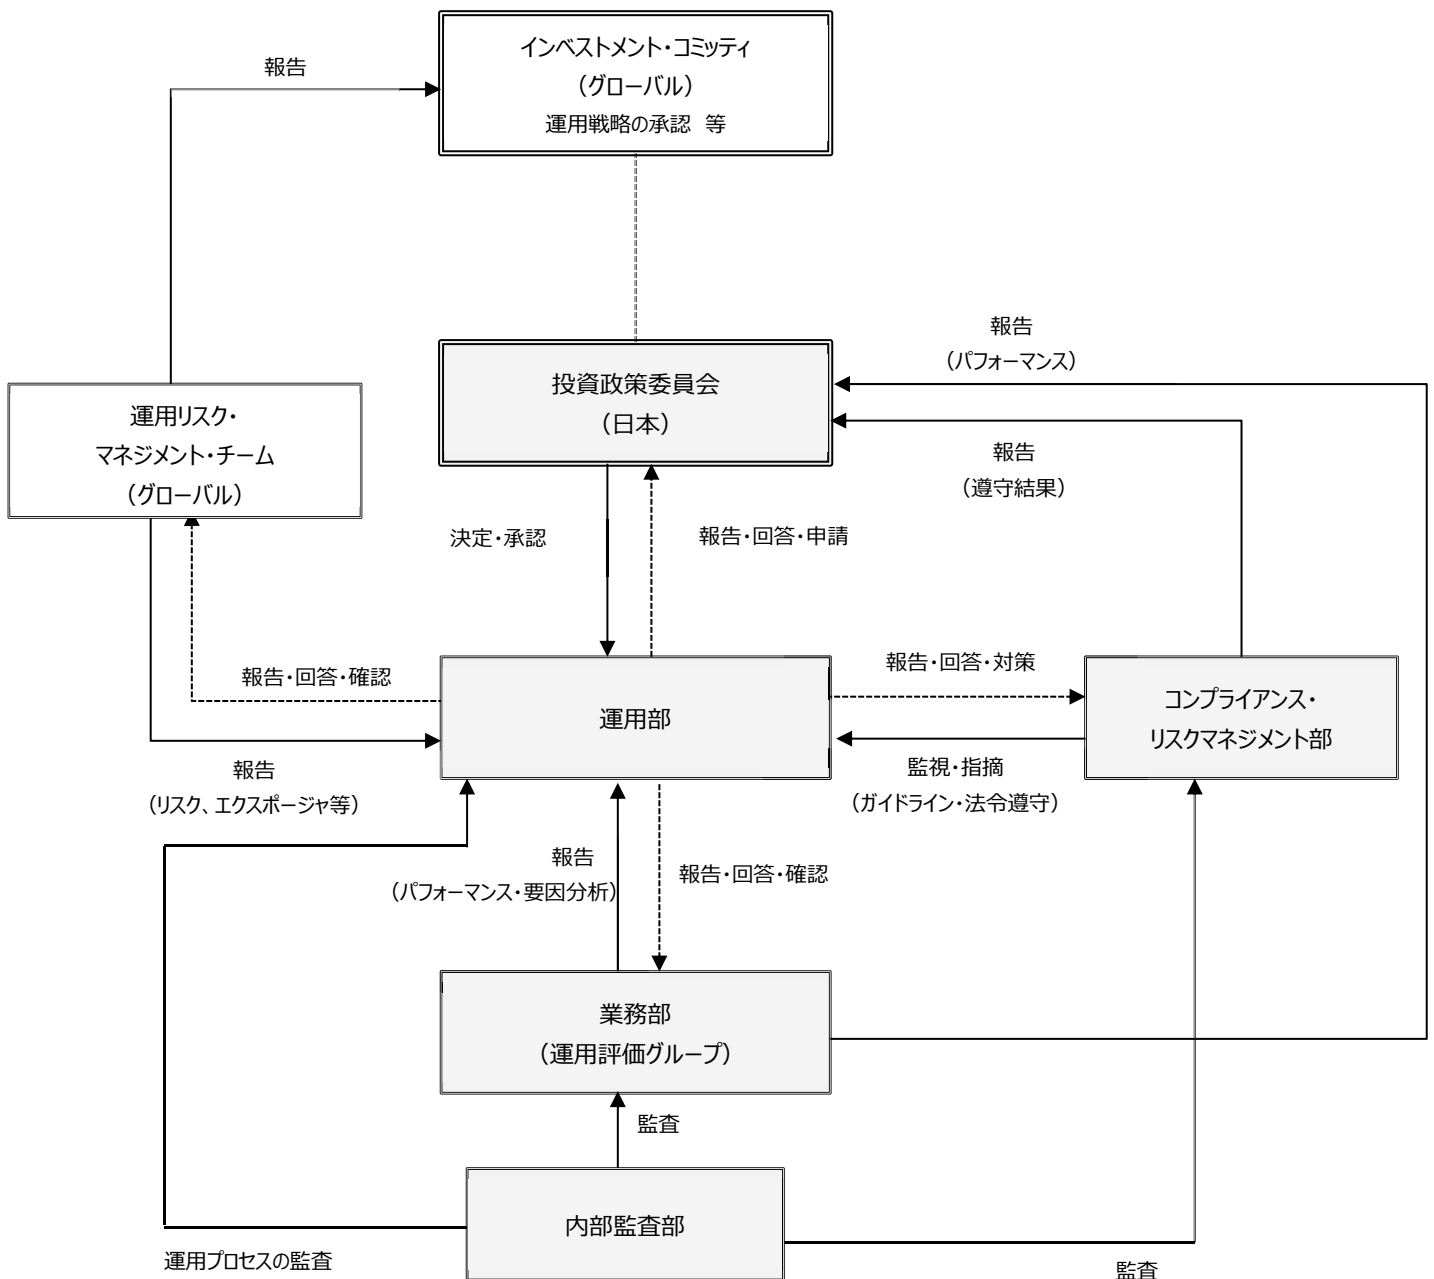 インベストメント・コミッティ
（グローバル）
運用戦略の承認 等
報告
報告
（パフォーマンス）
投資政策委員会
（日本）
運用リスク・
マネジメント・チーム
（グローバル）
報告
（遵守結果）
決定・承認
報告・回答・申請
報告・回答・確認
報告・回答・対策
運用部
コンプライアンス・
リスクマネジメント部
報告
（リスク、エクスポージャ等）
監視・指摘
（ガイドライン・法令遵守）
報告
（パフォーマンス・要因分析）
報告・回答・確認
業務部
（運用評価グループ）
監査
内部監査部
運用プロセスの監査
監査